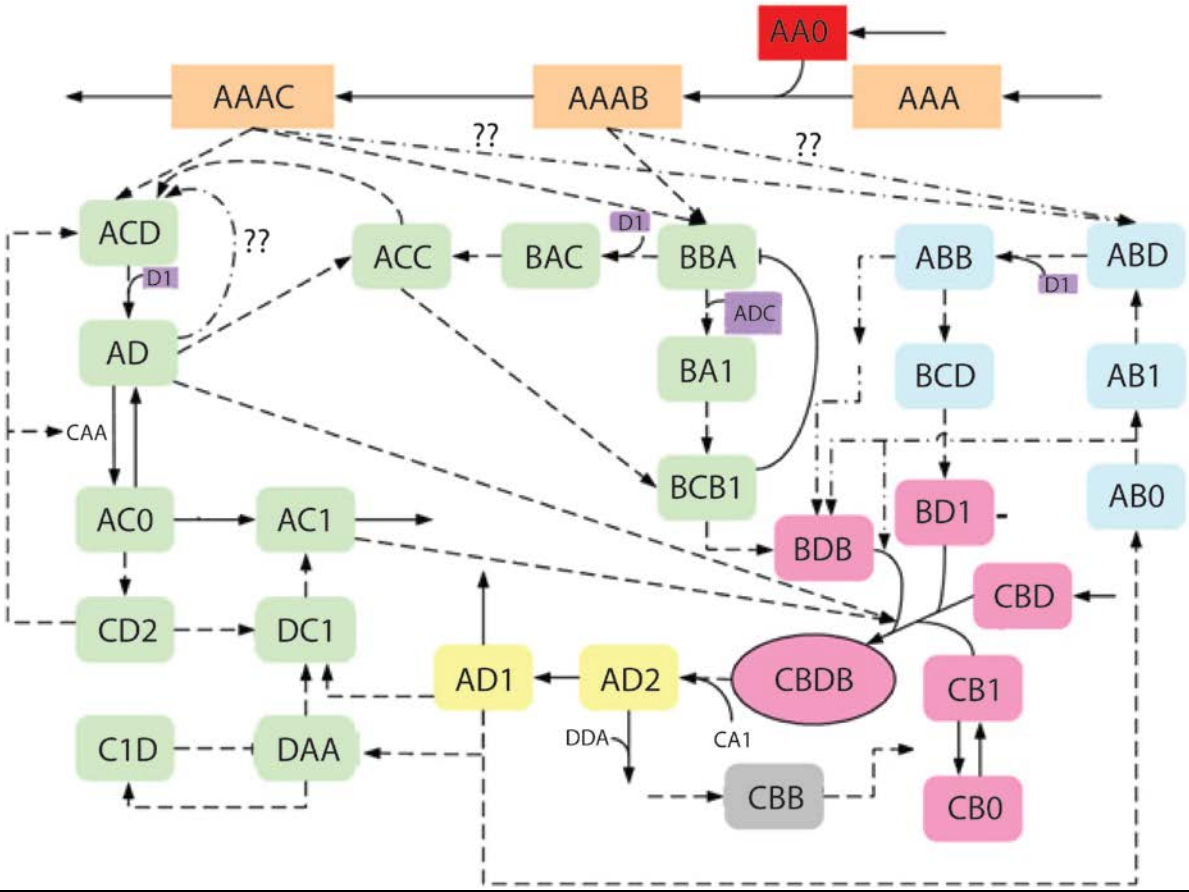 AA0
AAAC
AAAB
AAA
??
??
ACD
D1
??
ACC
BAC
D1
BBA
ABB
D1
ABD
ADC
AD
BA1
BCD
AB1
CAA
BCB1
AC0
AC1
BDB
BD1
AB0
CBD
CD2
DC1
AD1
AD2
CBDB
CB1
C1D
DAA
DDA
CA1
CBB
CB0